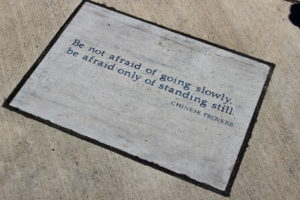 Be not afraid of going slowly,
be afraid only of standing still.
CHINESE PROVERB